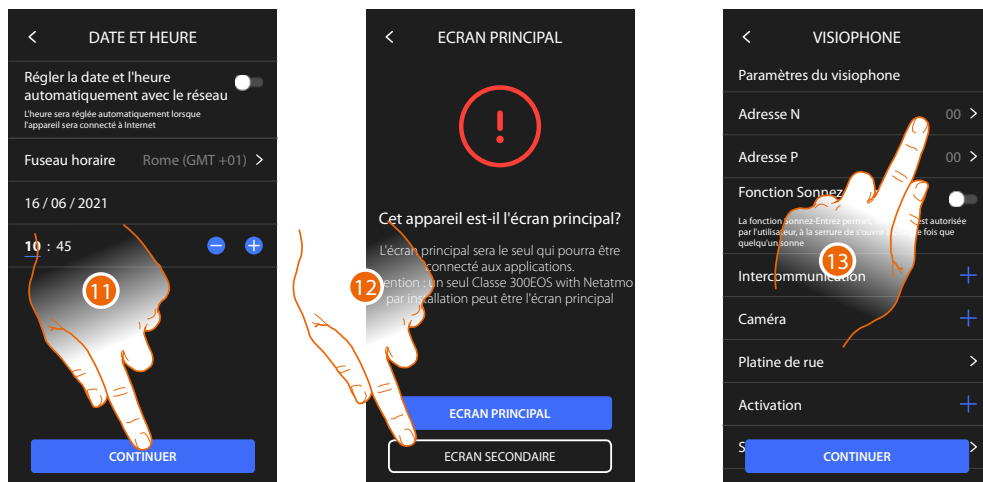 DATE ET HEURE
Régler la date et l'heure
automatiquement avec le réseau
L'heure sera réglée automatiquement lorsque
l'appareil sera connecté à Internet
Fuseau horaire Rome (GMT +01)
16 / 06 / 2021
10 : 45
11
CONTINUER
ECRAN PRINCIPAL
Cet appareil est-il l'écran principal?
L'écran principal sera le seul qui pourra être
connecté aux applications.
ention : un seul Classe 300EOS with Netatmo
par installation peut être l'écran principal
12
ECRAN PRINCIPAL
ECRAN SECONDAIRE
VISIOPHONE
Paramètres du visiophone
Adresse N 00
Adresse P 00
Fonction Sonnez
La fonction Sonnez-Entrez permet est autorisée
par l'utilisateur, à la serrure de s'ouvrir fois que
quelqu'un sonne
13
Intercommunication
Caméra
Platine de rue
Activation
S
CONTINUER